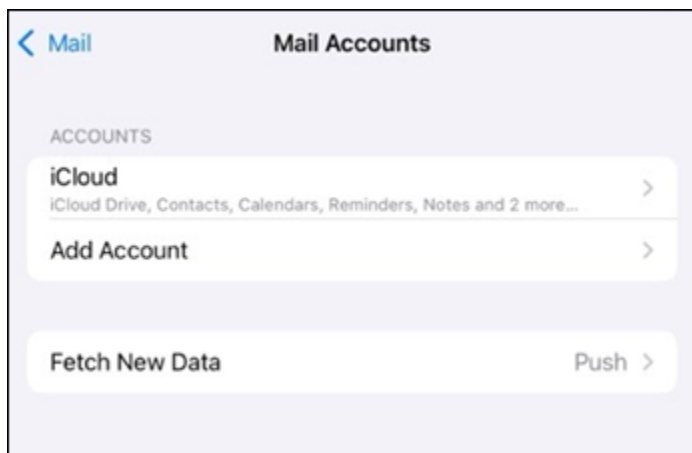 Mail
Mail Accounts
ACCOUNTS
iCloud
iCloud Drive, Contacts, Calendars, Reminders, Notes and 2 more...
Add Account
Fetch New Data
Push